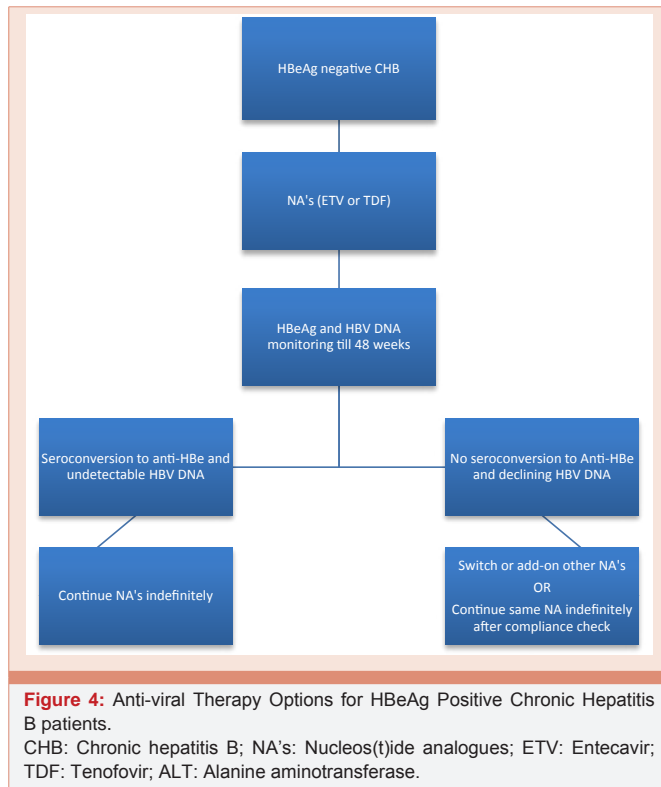 HBeAg negative CHB
NA's (ETV or TDF)
HBeAg and HBV DNA
monitoring till 48 weeks
Seroconversion to anti-HBe and
undetectable HBV DNA
No seroconversion to Anti-HBe
and declining HBV DNA
Continue NA's indefinitely
Switch or add-on other NA's
OR
Continue same NA indefinitely
after compliance check
Figure 4: Anti-viral Therapy Options for HBeAg Positive Chronic Hepatitis
B patients.
CHB: Chronic hepatitis B; NA's: Nucleos(t)ide analogues; ETV: Entecavir;
TDF: Tenofovir; ALT: Alanine aminotransferase.